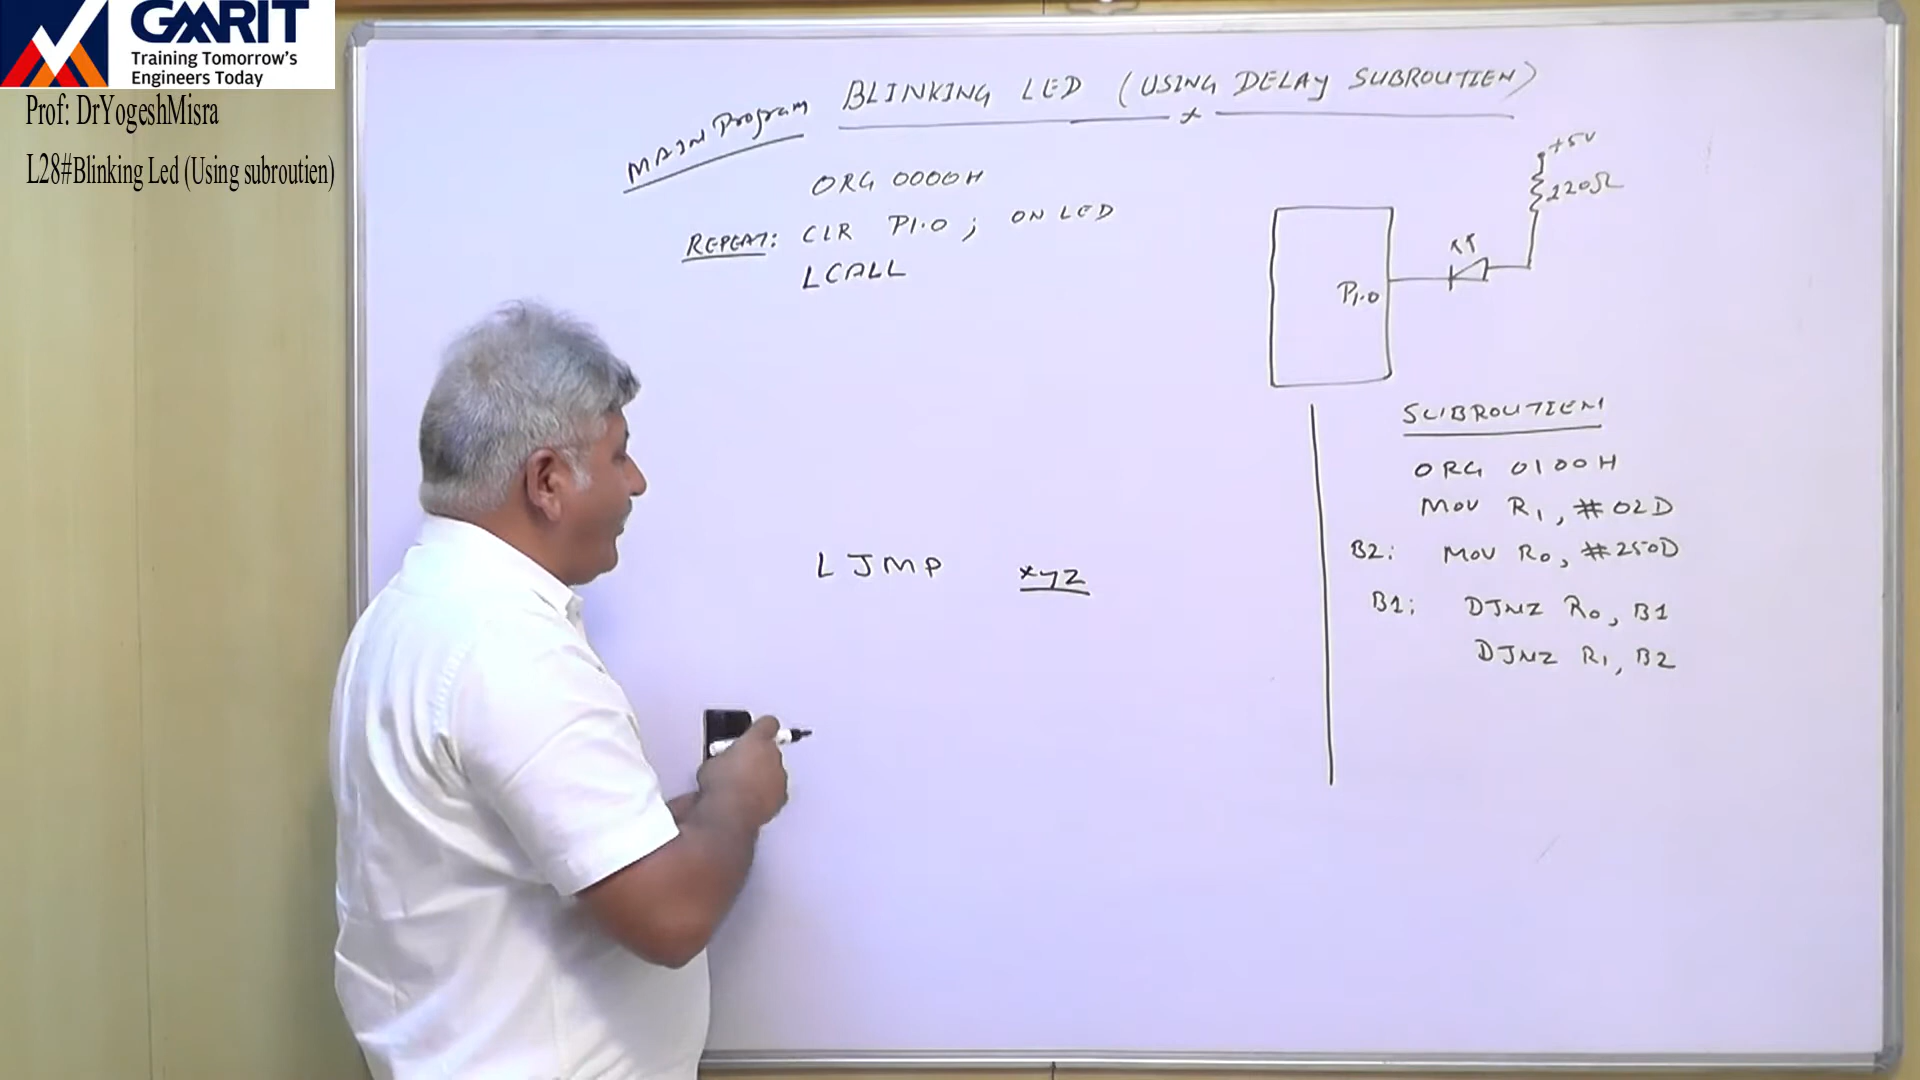 GMRIT
Training Tomorrow's
Engineers Today
Prof: DrYogeshMisra
L28#Blinking Led (Using subroutien)
MAIN Program
BLINKING LED (USING DELAY SUBROUTIEN)
x
ORG 0000H
REPEAT: CLR P1.0 ; ON LED
LCALL
LJMP xyz
+5V
220Ω
P1.0
SUBROUTIEN
ORG 0100H
MOV R1, #02D
B2: MOV R0, #250D
B1: DJNZ R0, B1
DJNZ R1, B2